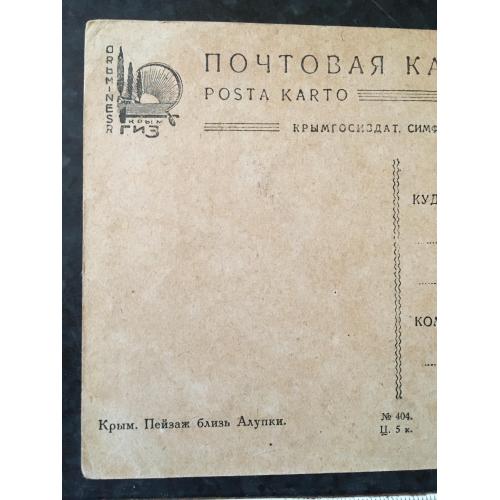 ПОЧТОВАЯ КА
POSTA KARTO
КРЫМГОСИЗДАТ. СИМФ
КРЫМ
ГИЗ
КУД
КОМ
Крым. Пейзаж близь Алупки.
№ 404.
Ц. 5 к.